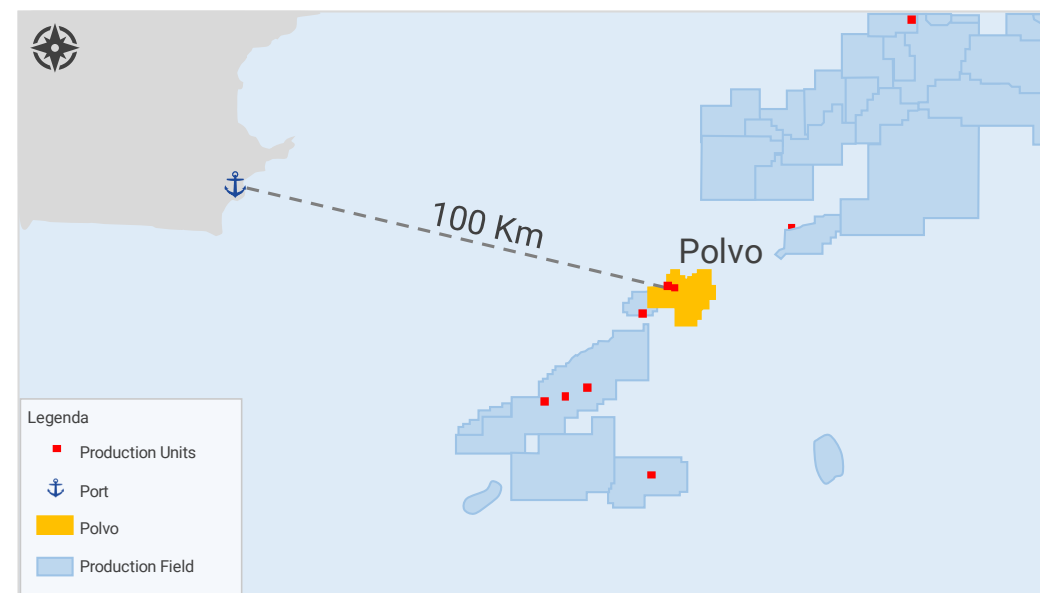 100 Km
Polvo
Legenda
Production Units
Port
Polvo
Production Field